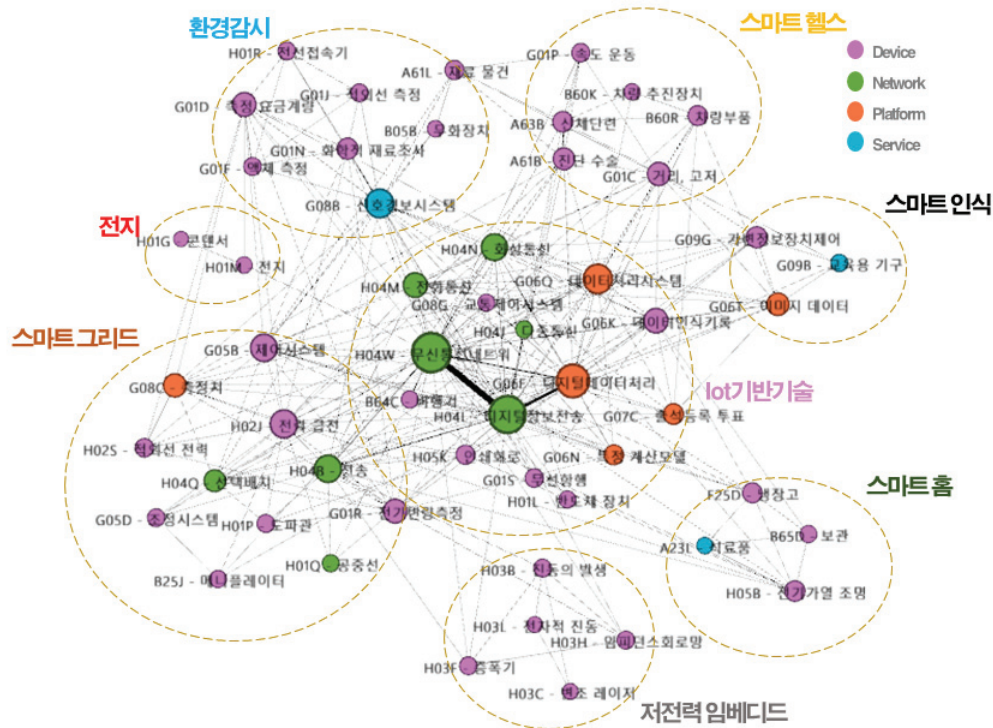 환경감시
스마트 헬스
Device
Network
Platform
Service
H01R - 전선접속기
G01J - 적외선 측정
G01D - 측정 요금계량
B05B - 무화장치
G01N - 화학적 재료조사
G01F - 액체 측정
G08B - 신호경보시스템
A61L - 재료 물건
G01P - 속도 운동
B60K - 차량 추진장치
B60R - 차량부품
A63B - 신체단련
A61B - 진단 수술
G01C - 거리, 고저
전지
H01G - 콘덴서
H01M - 전지
스마트 인식
G09G - 가변정보장치제어
G09B - 교육용 기구
G06T - 이미지 데이터
H04N - 화상통신
G06Q - 데이터처리시스템
H04M - 전화통신
G08G - 교통제어시스템
G06K - 데이터인식기록
H04J - 다중통신
H04W - 무선통신네트워
G06F - 디지털데이터처리
B64C - 비행기
H04L - 디지털정보전송
Iot기반기술
G07C - 출석등록 투표
H05K - 인쇄회로
G06N - 특정 계산모델
G01S - 무선항행
H01L - 반도체 장치
스마트 그리드
G05B - 제어시스템
G08C - 측정치
H02J - 전력 급전
H02S - 적외선 전력
H04Q - 선택배치
H04B - 전송
G05D - 조정시스템
H01P - 도파관
G01R - 전기변량측정
H01Q - 공중선
B25J - 매니플레이터
스마트 홈
F25D - 냉장고
B65D - 보관
A23L - 식료품
H05B - 전기가열 조명
H03B - 진동의 발생
H03L - 전자적 진동
H03H - 임피던스회로망
H03F - 증폭기
H03C - 변조 레이저
저전력 임베디드